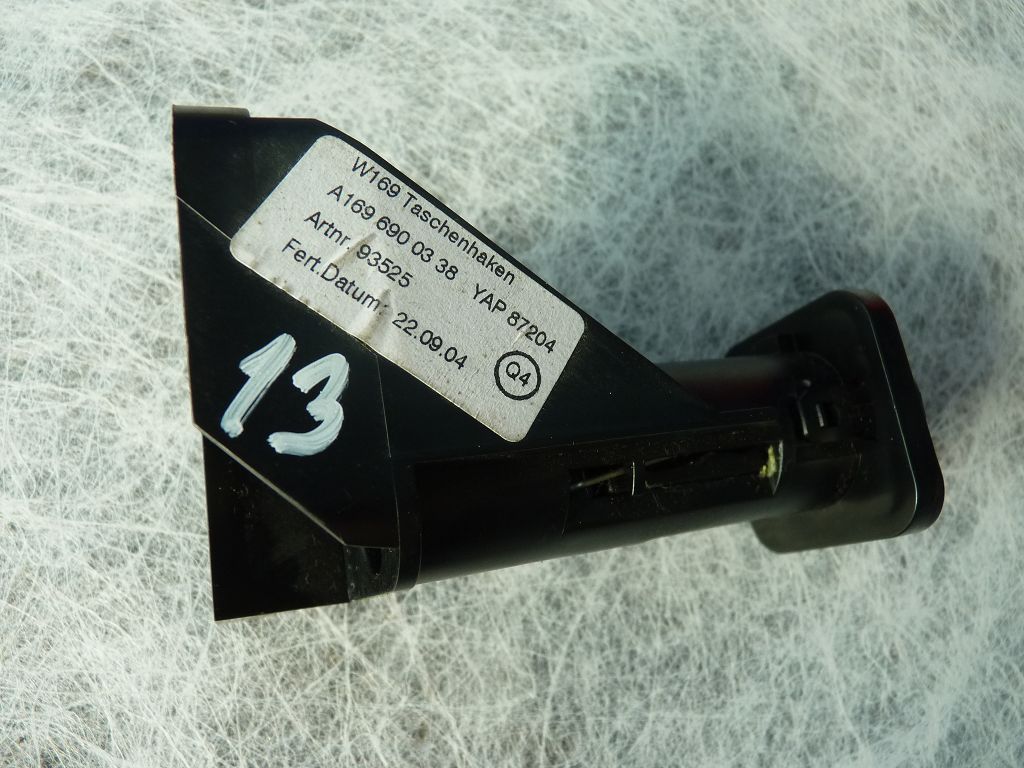 W169 Taschenhaken
A169 690 03 38 YAP 87204
Artnr. 93525
Fert.Datum: 22.09.04
Q4
13